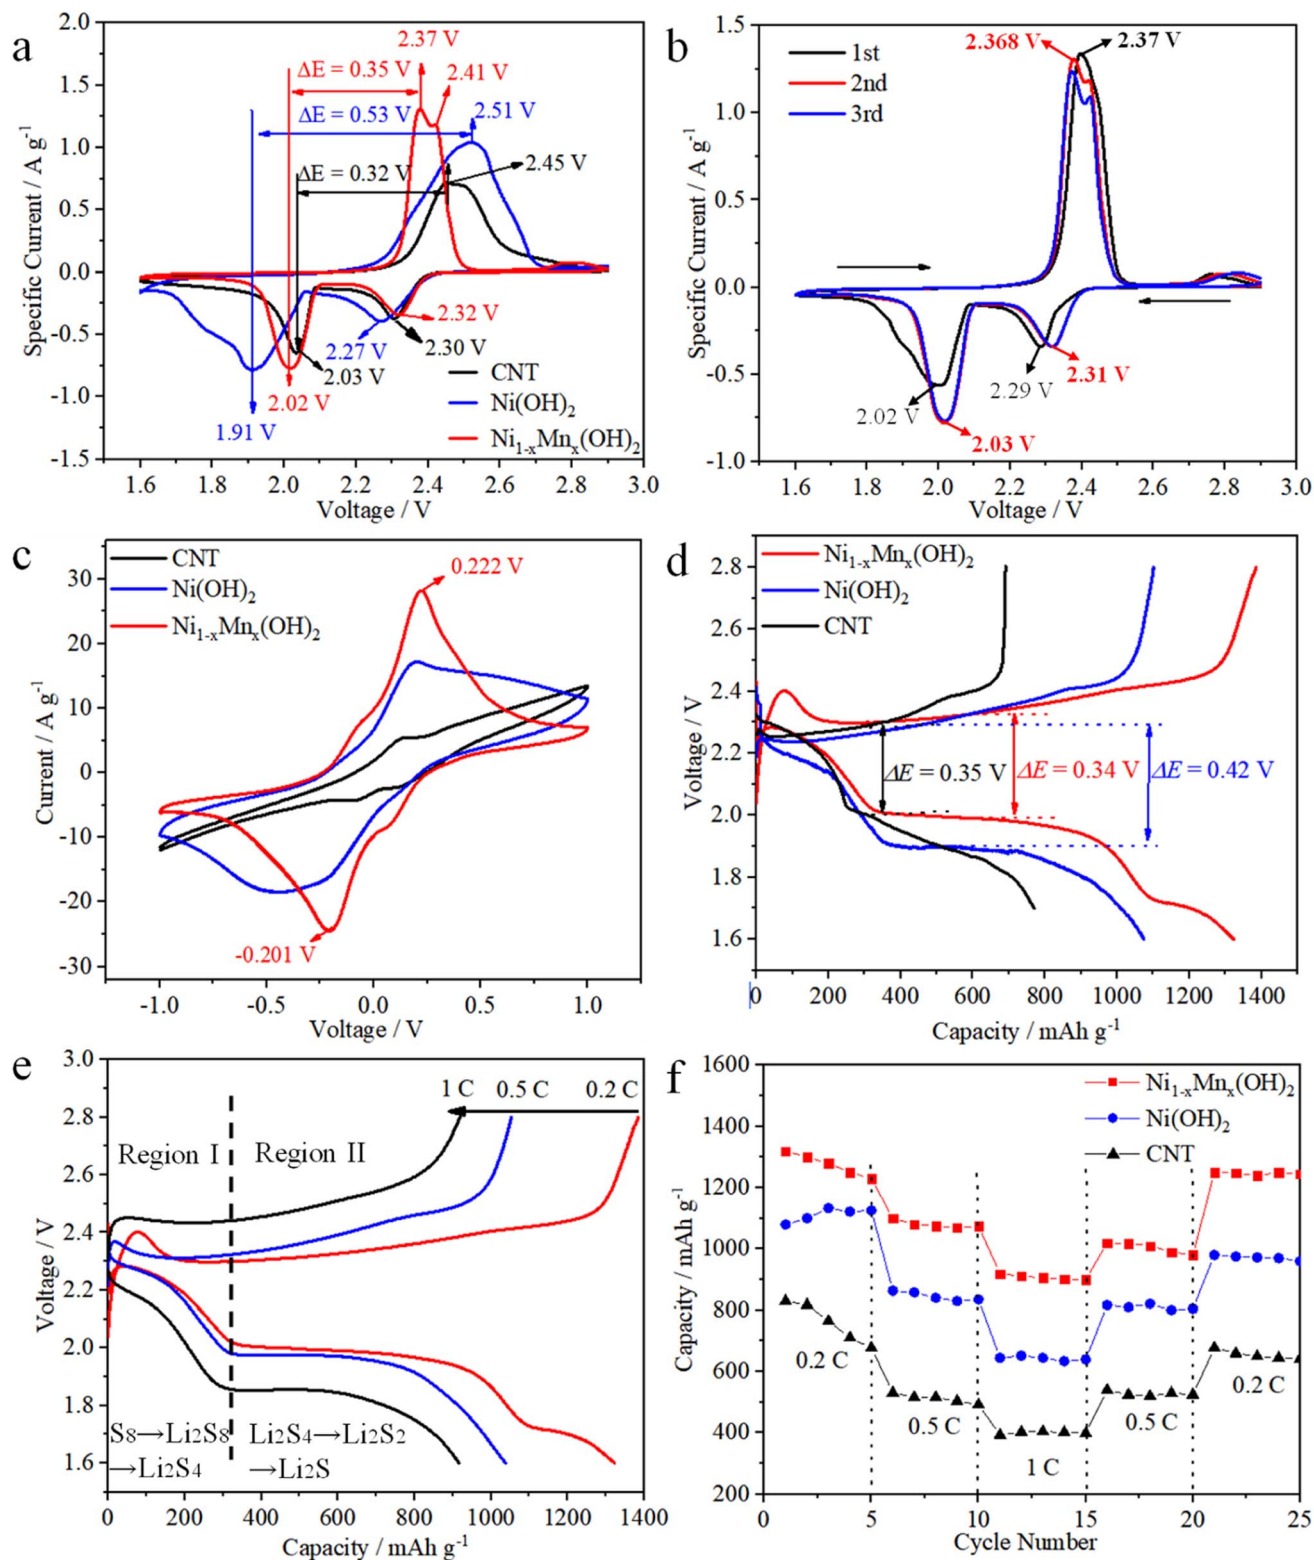 a
Specific Current / A g-1
2.0
1.5
1.0
0.5
0.0
-0.5
-1.0
-1.5
2.37 V
ΔE = 0.35 V
2.41 V
ΔE = 0.53 V
2.51 V
ΔE = 0.32 V
2.45 V
2.32 V
2.27 V
2.30 V
2.03 V
2.02 V
1.91 V
CNT
Ni(OH)2
Ni1-xMnx(OH)2
1.6 1.8 2.0 2.2 2.4 2.6 2.8 3.0
Voltage / V
b
Specific Current / A g-1
1.5
1.0
0.5
0.0
-0.5
-1.0
1st
2nd
3rd
2.368 V
2.37 V
2.29 V
2.31 V
2.02 V
2.03 V
1.6 2.0 2.4 2.8 3.0
Voltage / V
c
Current / A g-1
30
20
10
0
-10
-20
-30
CNT
Ni(OH)2
Ni1-xMnx(OH)2
0.222 V
-0.201 V
-1.0 -0.5 0.0 0.5 1.0
Voltage / V
d
Voltage / V
2.8
2.4
2.2
2.0
1.8
1.6
Ni1-xMnx(OH)2
Ni(OH)2
CNT
ΔE = 0.35 V
ΔE = 0.34 V
ΔE = 0.42 V
0 200 400 600 800 1000 1200 1400
Capacity / mAh g-1
e
Voltage / V
3.0
2.8
2.6
2.4
2.2
2.0
1.8
1.6
1 C 0.5 C 0.2 C
Region I
Region II
S8→Li2S8
→Li2S4
Li2S4→Li2S2
→Li2S
0 200 400 600 800 1000 1200 1400
Capacity / mAh g-1
f
Capacity / mAh g-1
1600
1400
1200
1000
800
600
400
200
Ni1-xMnx(OH)2
Ni(OH)2
CNT
0.2 C
0.5 C
1 C
0.5 C
0.2 C
0 5 10 15 20 25
Cycle Number